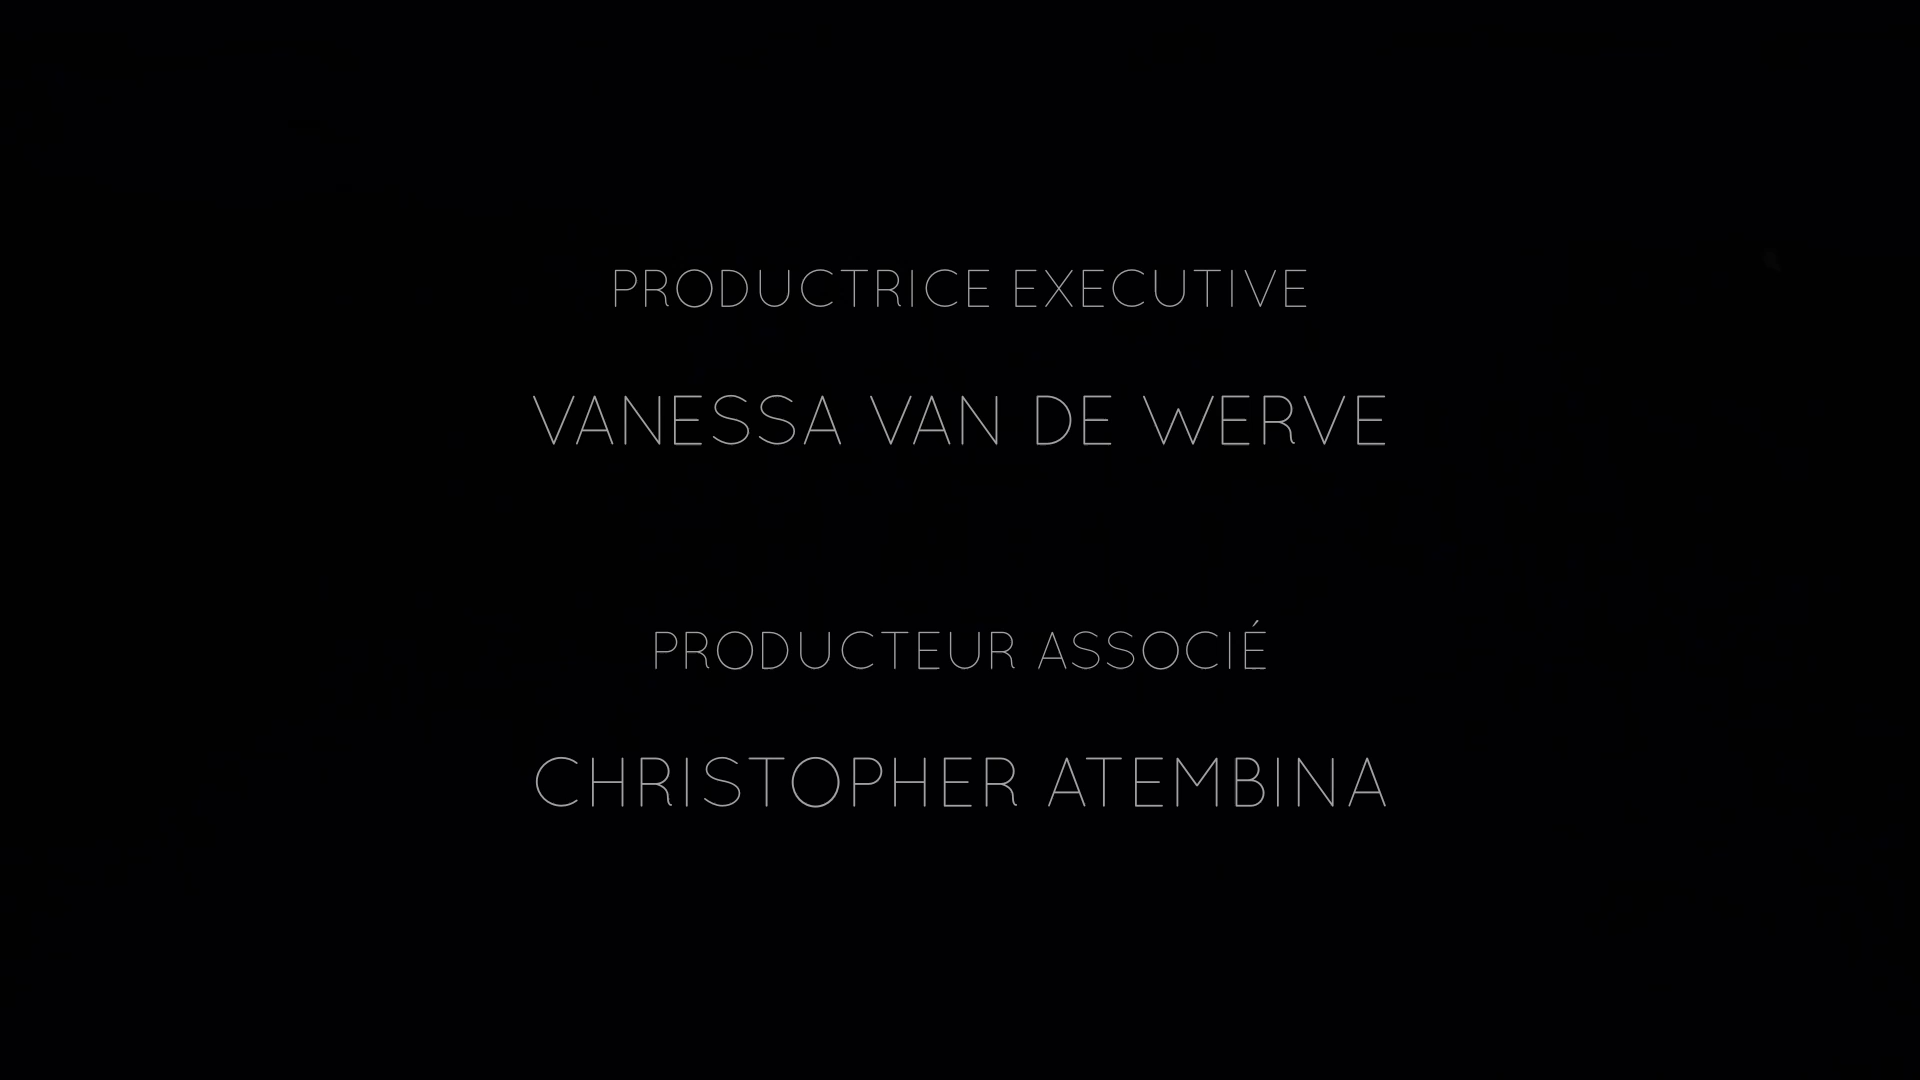 PRODUCTRICE EXECUTIVE
VANESSA VAN DE WERVE
PRODUCTEUR ASSOCIÉ
CHRISTOPHER ATEMBINA